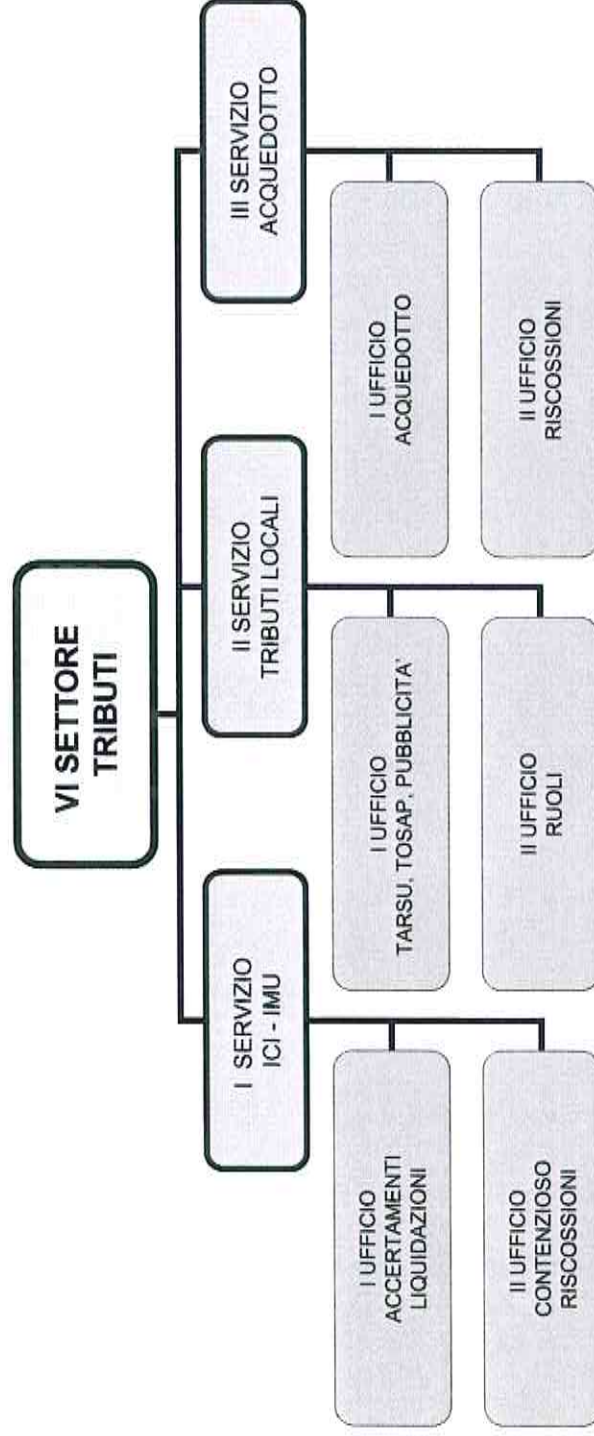 VI SETTORE
TRIBUTI
I SERVIZIO
ICI - IMU
I UFFICIO
ACCERTAMENTI
LIQUIDAZIONI
II UFFICIO
CONTENZIOSO
RISCOSSIONI
II SERVIZIO
TRIBUTI LOCALI
I UFFICIO
TARSU, TOSAP, PUBBLICITA'
II UFFICIO
RUOLI
III SERVIZIO
ACQUEDOTTO
I UFFICIO
ACQUEDOTTO
II UFFICIO
RISCOSSIONI